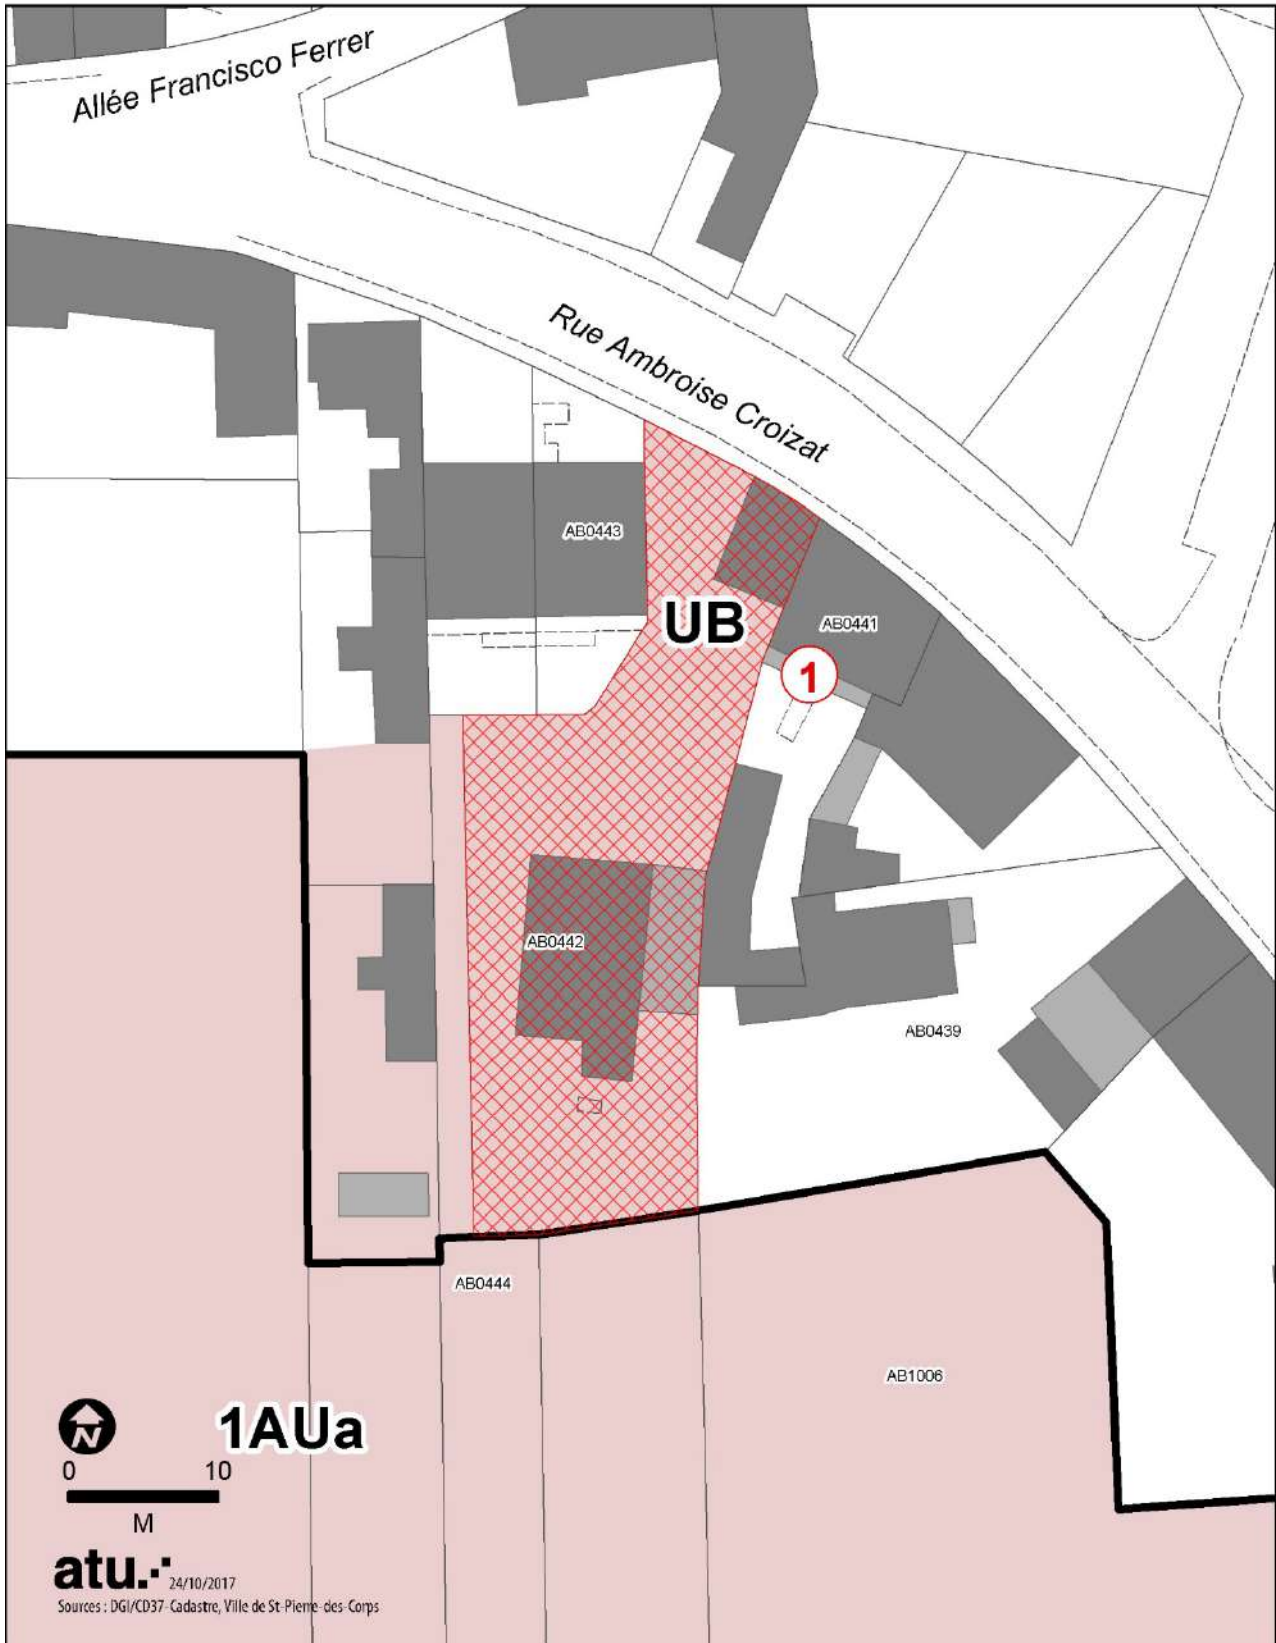 Allée Francisco Ferrer
Rue Ambroise Croizat
AB0443
UB
AB0441
1
AB0442
AB0439
AB0444
AB1006
N
1AUa
0 10
M
atu. 24/10/2017
Sources : DGI/CD37-Cadastre, Ville de St-Pierre-des-Corps